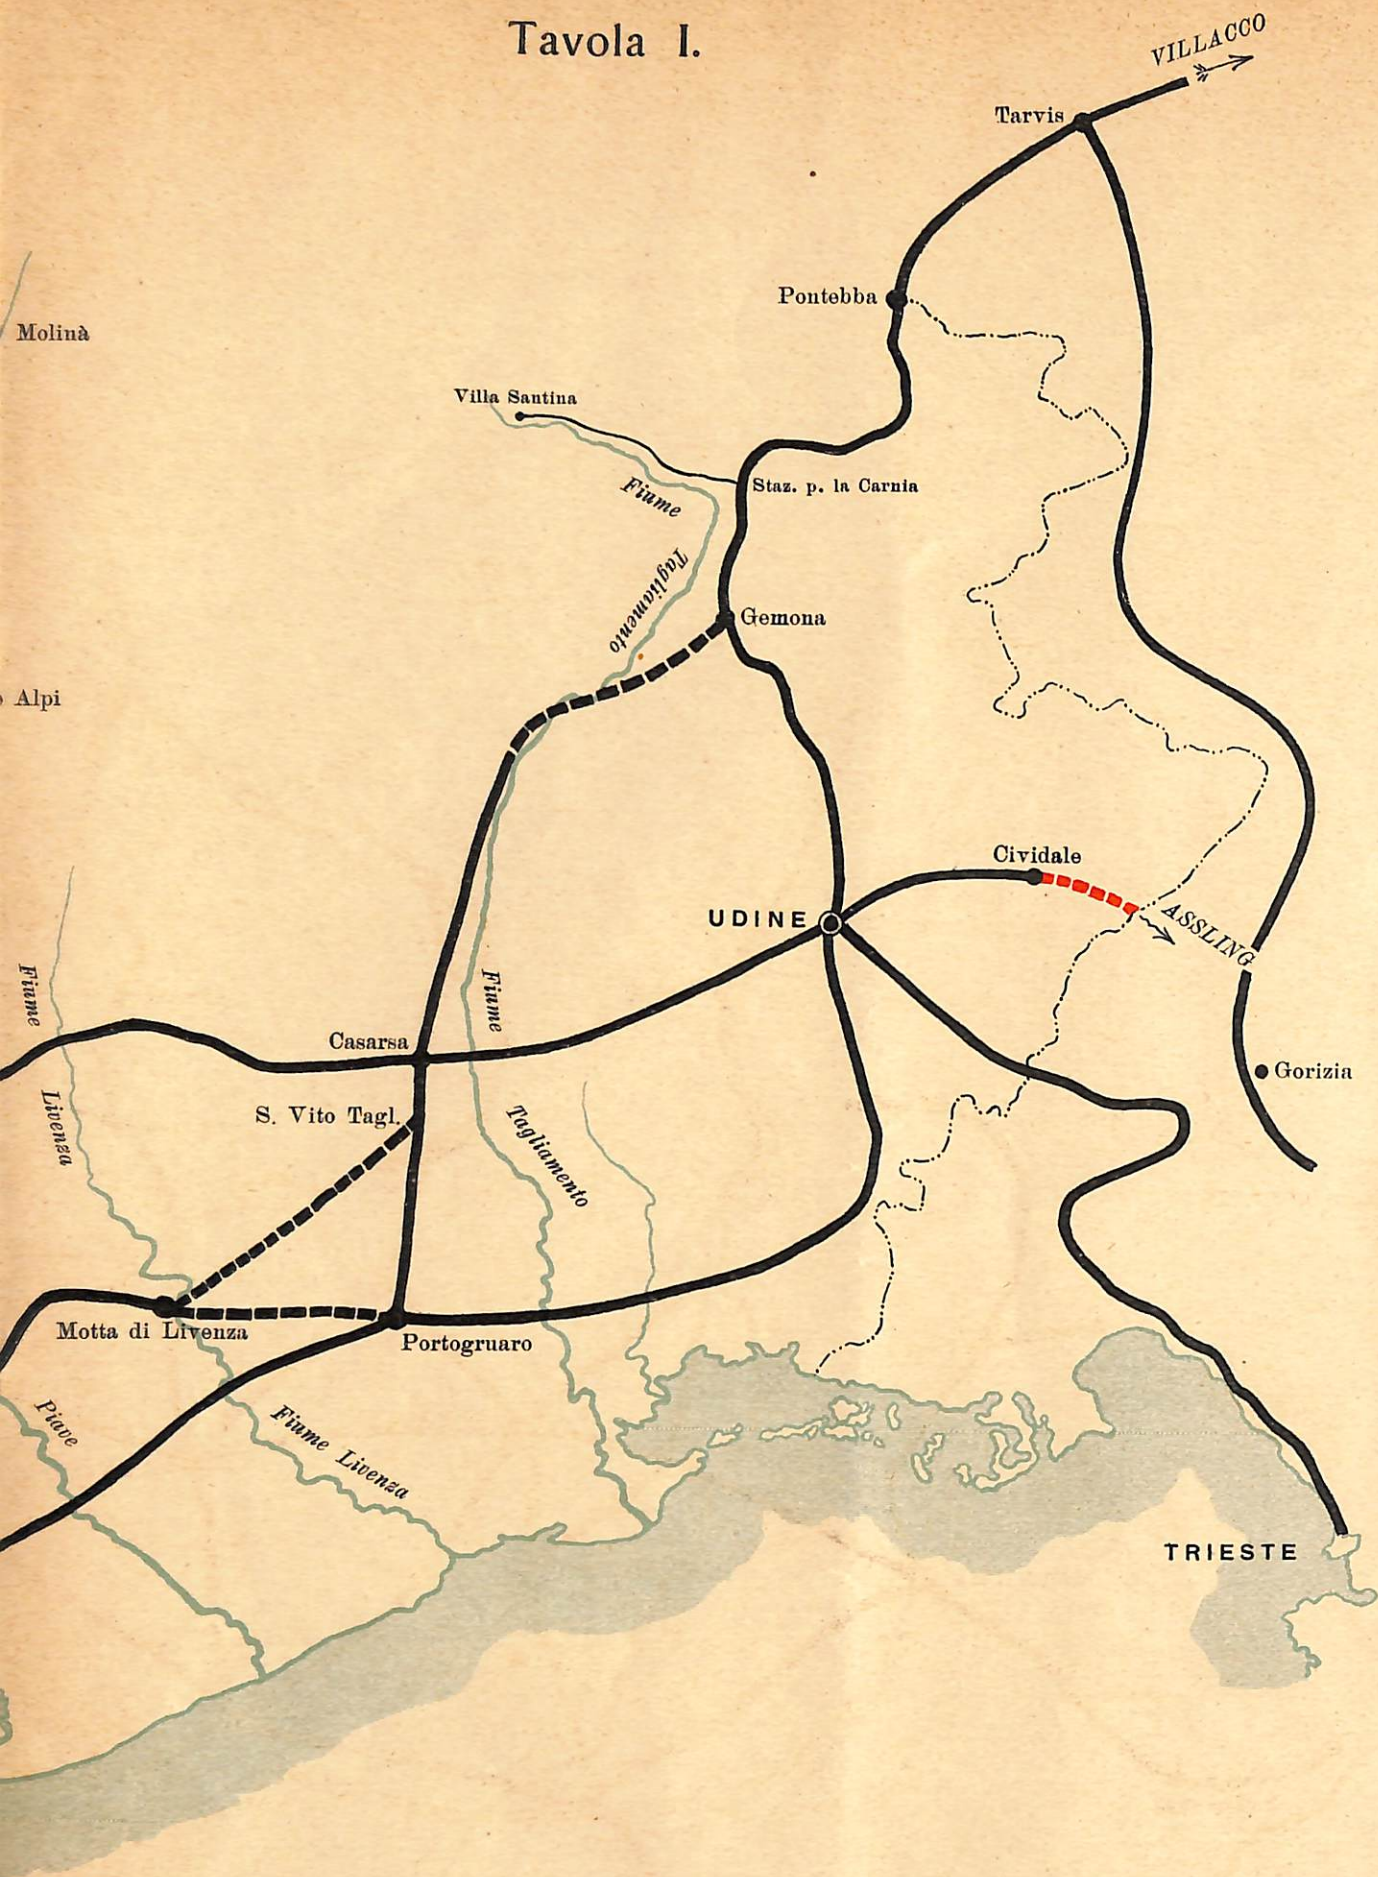 Tavola I.
VILLACCO
Tarvis
Pontebba
Molinà
Villa Santina
Staz. p. la Carnia
Fiume
Tagliamento
Gemona
Alpi
Cividale
UDINE
ASSLING
Fiume
Fiume
Casarsa
Gorizia
Livenza
S. Vito Tagl.
Tagliamento
Motta di Livenza
Portogruaro
Piave
Fiume Livenza
TRIESTE